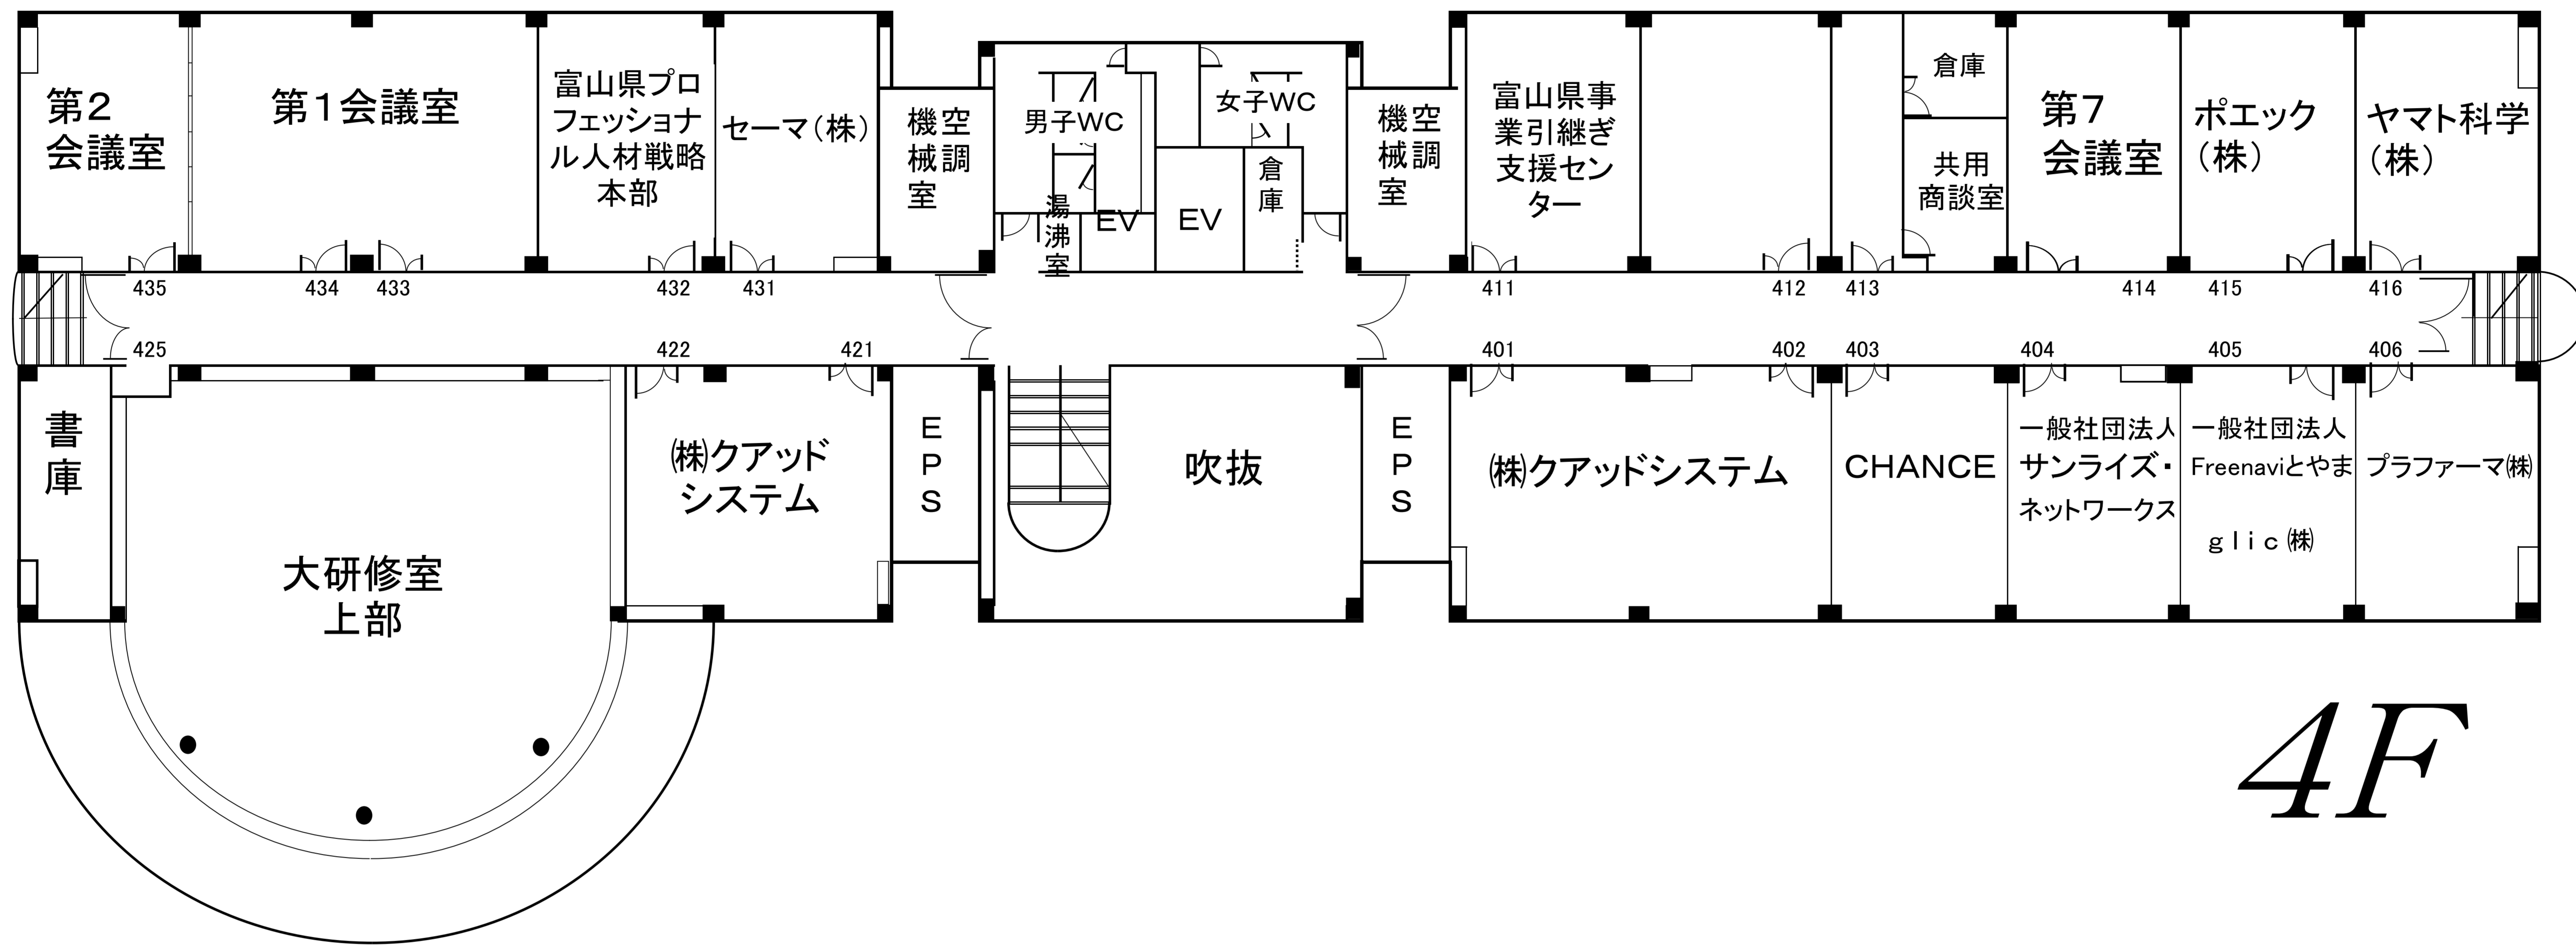 第２
会議室
第１会議室
富山県プロ
フェッショナ
ル人材戦略
本部
セーマ（株）
空調
機械室
男子WC
湯沸室
EV
EV
女子WC
倉庫
空調
機械室
富山県事
業引継ぎ
支援セン
ター
倉庫
共用
商談室
第７
会議室
ポエック
（株）
ヤマト科学
（株）
435
434
433
432
431
411
412
413
414
415
416
425
422
421
401
402
403
404
405
406
書庫
大研修室
上部
㈱クアッド
システム
EPS
吹抜
EPS
㈱クアッドシステム
CHANCE
一般社団法人
サンライズ・
ネットワークス
一般社団法人
Freenaviとやま
ｇｌｉｃ㈱
プラファーマ㈱
4F